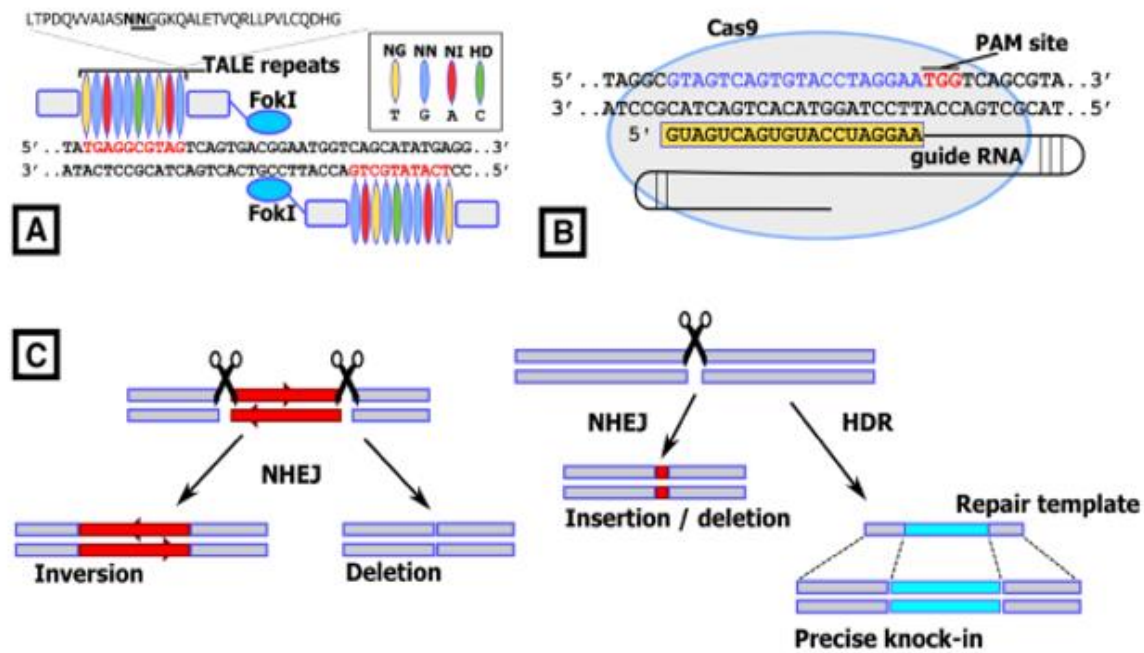 LTPDQVVAIASNNGGKQALETVQRLLPVLCQDHG
TALE repeats
FokI
NG NN NI HD
T G A C
5'..TATGAGGCGTAGTCAGTGACGGAATGGTCAGCATATGAGG..3'
3'..ATACTCCGCATCAGTCACTGCCTTACCAGTCGTATACTCC..5'
FokI
A
Cas9
PAM site
5'..TAGGCGTAGTCAGTGTACCTAGGAATGGTCAGCGTA..3'
3'..ATCCGCATCAGTCACATGGATCCTTACCAGTCGCAT..5'
5' GUAGUCAGUGUACCUAGGAA
guide RNA
B
C
NHEJ
Inversion
Deletion
NHEJ
HDR
Insertion / deletion
Repair template
Precise knock-in